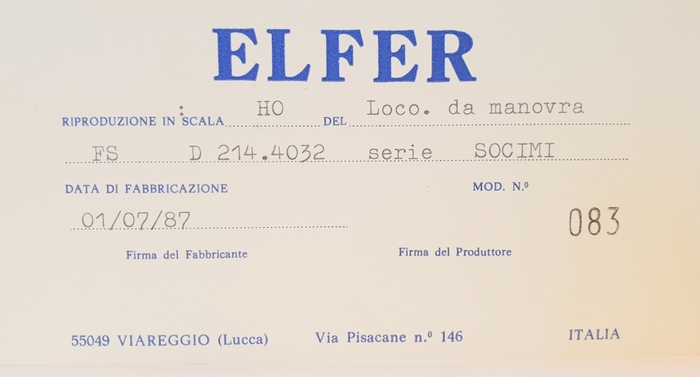 ELFER
RIPRODUZIONE IN SCALA : HO DEL Loco. da manovra
FS D 214.4032 serie SOCIMI
DATA DI FABBRICAZIONE MOD. N.º
01/07/87 083
Firma del Fabbricante Firma del Produttore
55049 VIAREGGIO (Lucca) Via Pisacane n.º 146 ITALIA